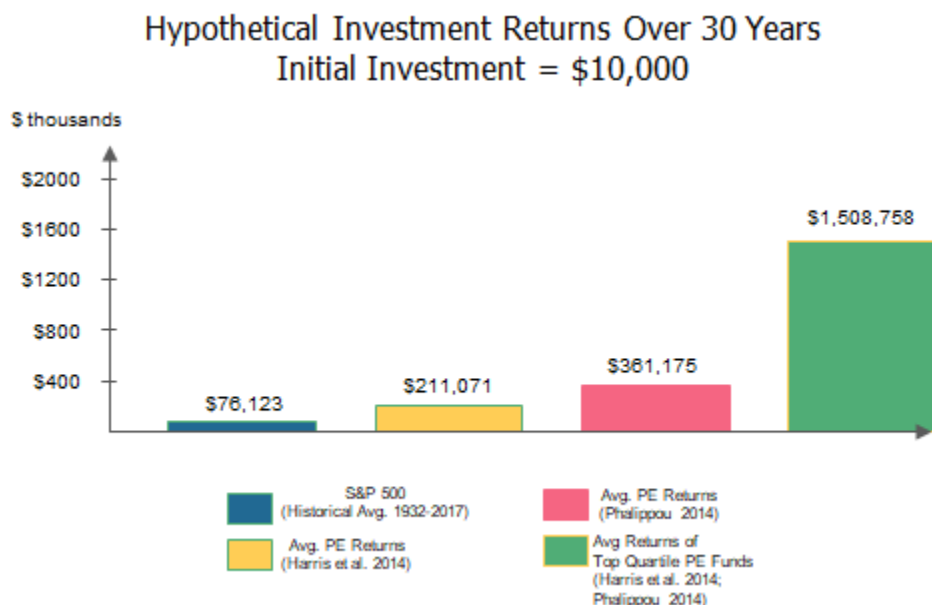 Hypothetical Investment Returns Over 30 Years
Initial Investment = $10,000
$ thousands
$2000
$1600
$1200
$800
$400
$76,123
$211,071
$361,175
$1,508,758
S&P 500
(Historical Avg. 1932-2017)
Avg. PE Returns
(Harris et al. 2014)
Avg. PE Returns
(Phalippou 2014)
Avg Returns of
Top Quartile PE Funds
(Harris et al. 2014;
Phalippou 2014)